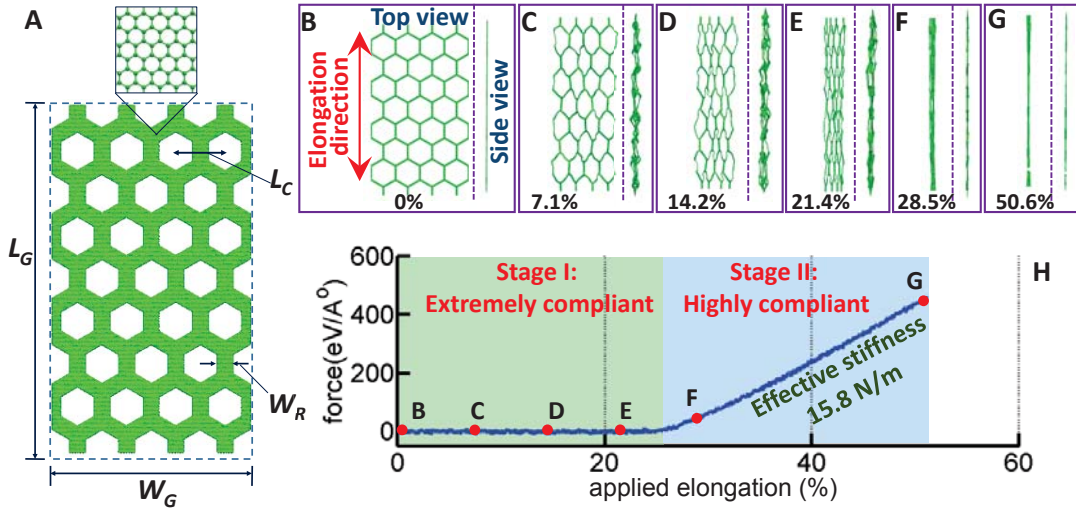 A
L_C
L_G
W_R
W_G
B
Top view
Elongation
direction
Side view
0%
C
7.1%
D
14.2%
E
21.4%
F
28.5%
G
50.6%
H
force(eV/A°)
600
400
200
0
Stage I:
Extremely compliant
Stage II:
Highly compliant
B
C
D
E
F
G
Effective stiffness
15.8 N/m
0
20
40
60
applied elongation (%)